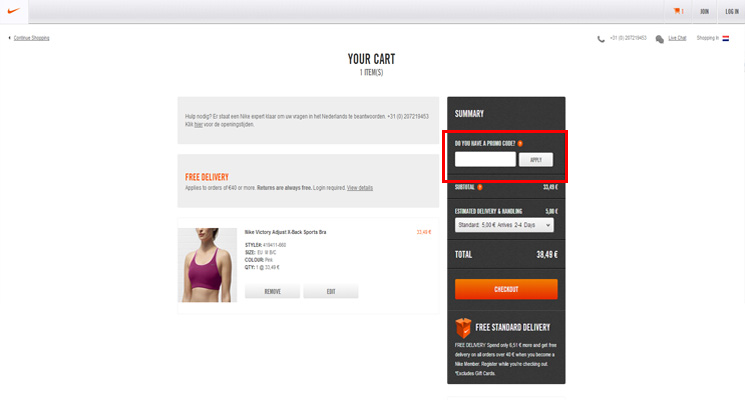 1
JOIN
LOG IN
Continue Shopping
+31 (0) 207219453
Live Chat
Shopping in
YOUR CART
1 ITEM(S)
Hulp nodig? Er staat een Nike expert klaar om uw vragen in het Nederlands te beantwoorden. +31 (0) 207219453
Klik hier voor de openingstijden.
FREE DELIVERY
Applies to orders of €40 or more. Returns are always free. Login required. View details
Nike Victory Adjust X-Back Sports Bra
33,49 €
STYLE#: 419411-660
SIZE: EU M B/C
COLOUR: Pink
QTY: 1 @ 33,49 €
REMOVE
EDIT
SUMMARY
DO YOU HAVE A PROMO CODE?
APPLY
SUBTOTAL 33,49 €
ESTIMATED DELIVERY & HANDLING 5,00 €
Standard: 5,00 € Arrives 2-4 Days
TOTAL 38,49 €
CHECKOUT
FREE STANDARD DELIVERY
FREE DELIVERY Spend only 6,51 € more and get free
delivery on all orders over 40 € when you become a
Nike Member. Register while you're checking out.
*Excludes Gift Cards.